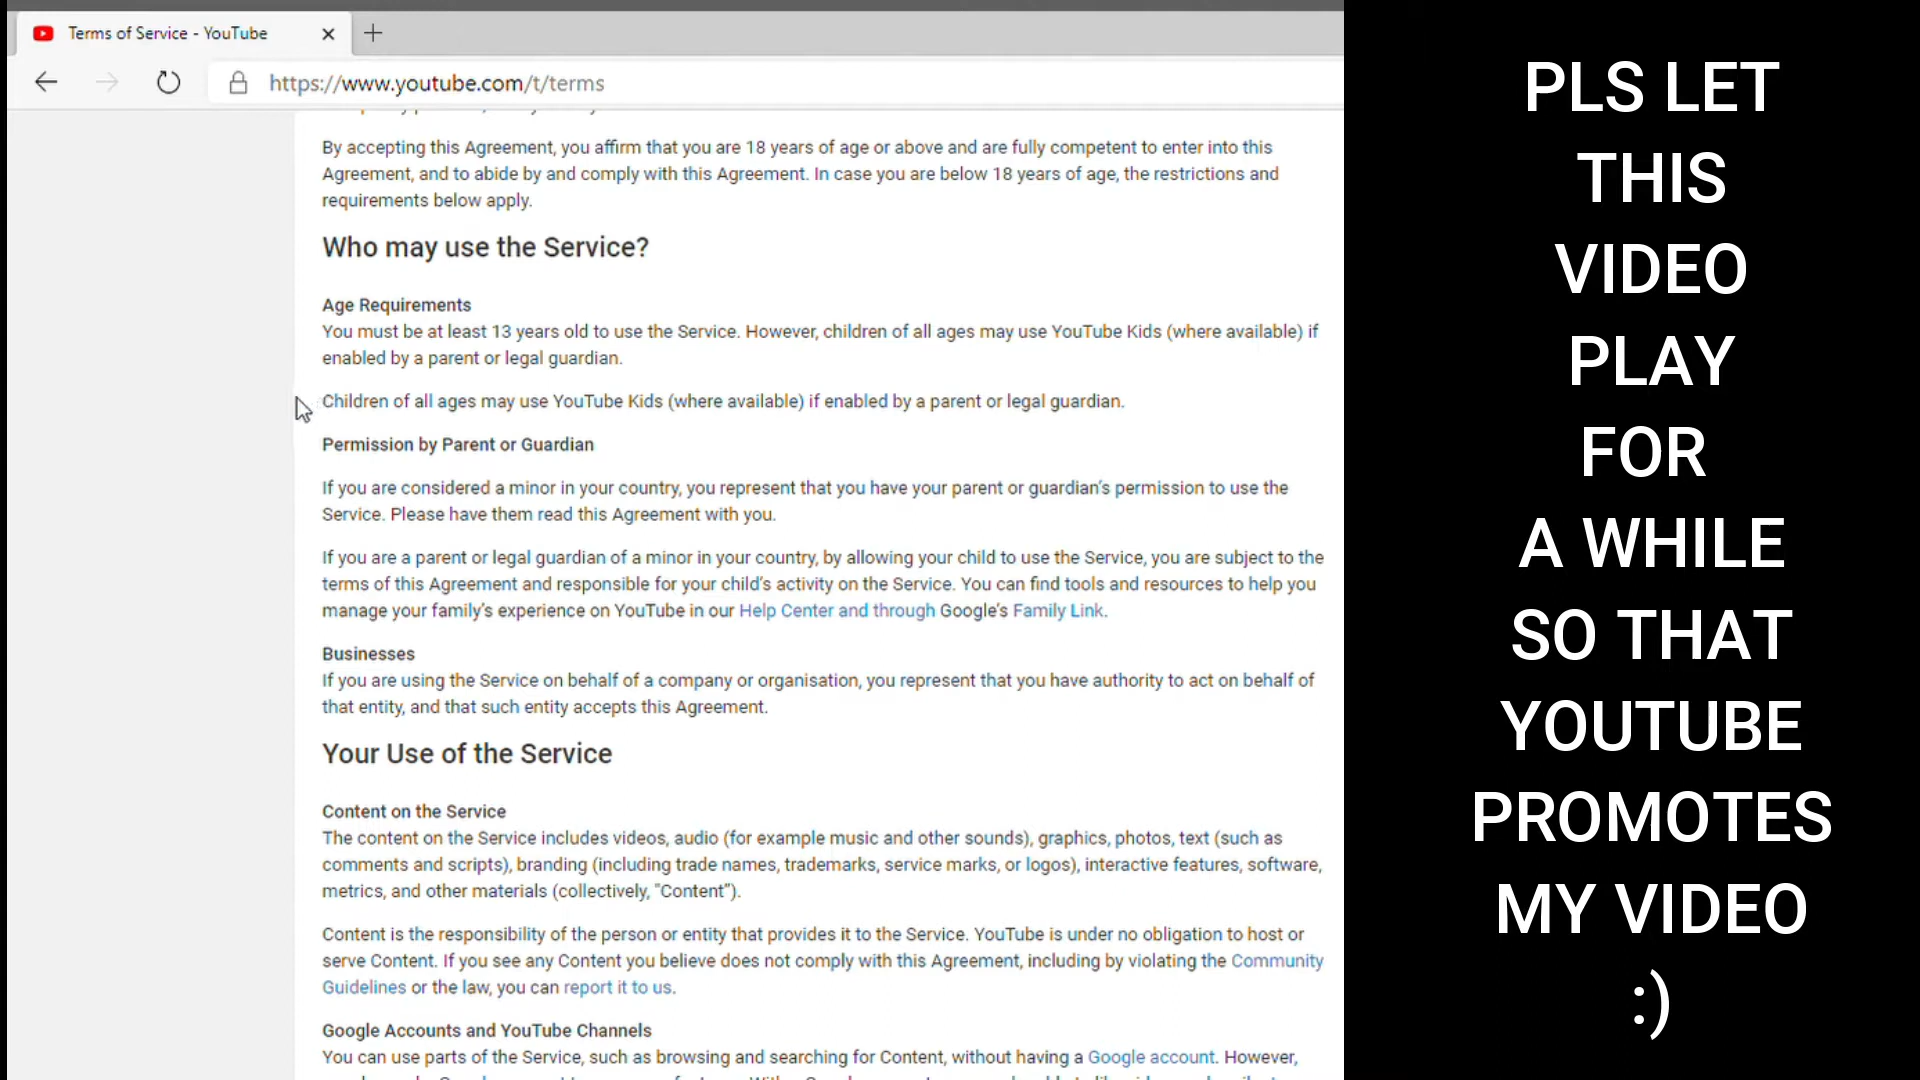 Terms of Service - YouTube
https://www.youtube.com/t/terms
By accepting this Agreement, you affirm that you are 18 years of age or above and are fully competent to enter into this
Agreement, and to abide by and comply with this Agreement. In case you are below 18 years of age, the restrictions and
requirements below apply.
Who may use the Service?
Age Requirements
You must be at least 13 years old to use the Service. However, children of all ages may use YouTube Kids (where available) if
enabled by a parent or legal guardian.
Children of all ages may use YouTube Kids (where available) if enabled by a parent or legal guardian.
Permission by Parent or Guardian
If you are considered a minor in your country, you represent that you have your parent or guardian’s permission to use the
Service. Please have them read this Agreement with you.
If you are a parent or legal guardian of a minor in your country, by allowing your child to use the Service, you are subject to the
terms of this Agreement and responsible for your child’s activity on the Service. You can find tools and resources to help you
manage your family’s experience on YouTube in our Help Center and through Google’s Family Link.
Businesses
If you are using the Service on behalf of a company or organisation, you represent that you have authority to act on behalf of
that entity, and that such entity accepts this Agreement.
Your Use of the Service
Content on the Service
The content on the Service includes videos, audio (for example music and other sounds), graphics, photos, text (such as
comments and scripts), branding (including trade names, trademarks, service marks, or logos), interactive features, software,
metrics, and other materials (collectively, "Content").
Content is the responsibility of the person or entity that provides it to the Service. YouTube is under no obligation to host or
serve Content. If you see any Content you believe does not comply with this Agreement, including by violating the Community
Guidelines or the law, you can report it to us.
Google Accounts and YouTube Channels
You can use parts of the Service, such as browsing and searching for Content, without having a Google account. However,
PLS LET
THIS
VIDEO
PLAY
FOR
A WHILE
SO THAT
YOUTUBE
PROMOTES
MY VIDEO
:)